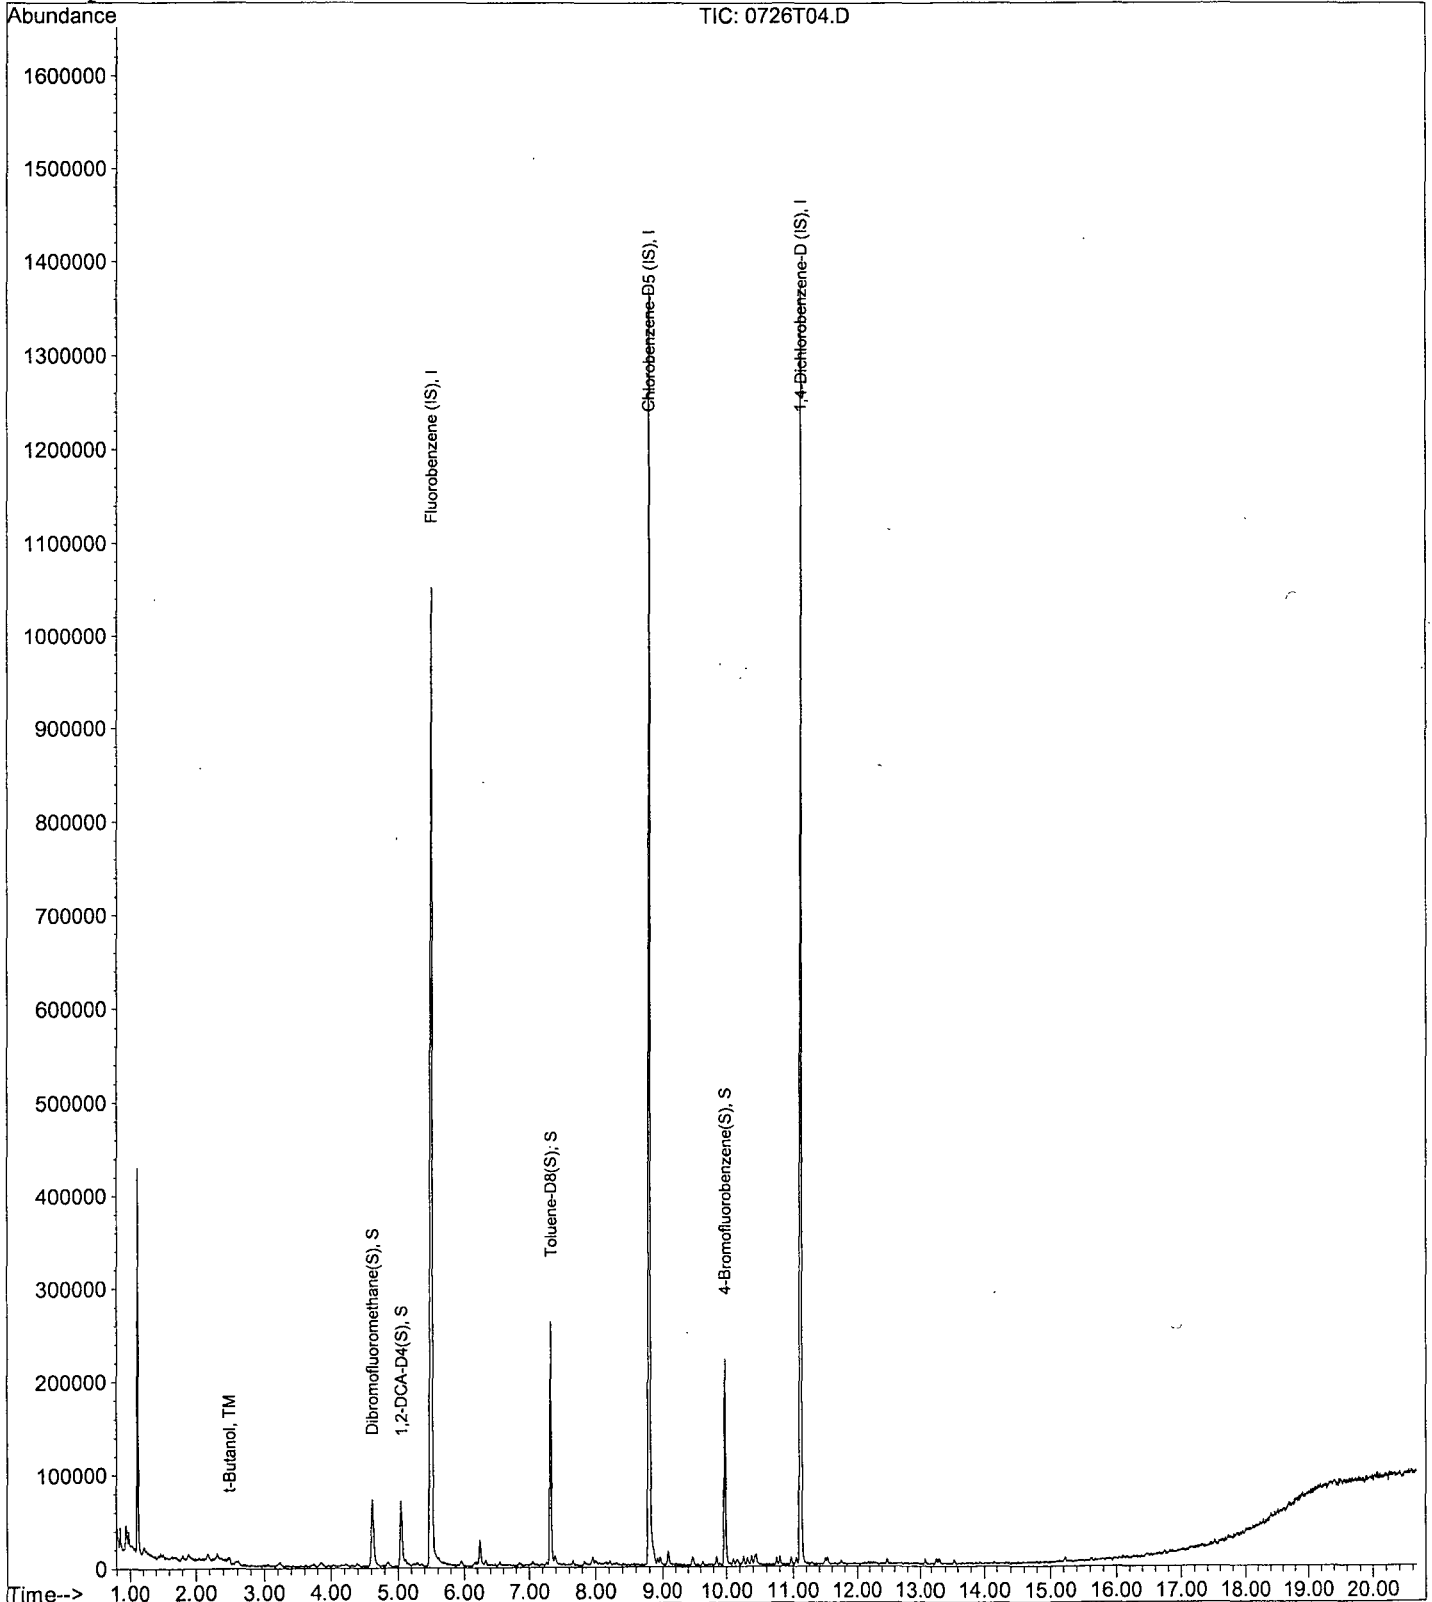 Abundance
TIC: 0726T04.D
1600000
1500000
1400000
1300000
1200000
1100000
1000000
900000
800000
700000
600000
500000
400000
300000
200000
100000
0
t-Butanol, TM
Dibromofluoromethane(S), S
1,2-DCA-D4(S), S
Fluorobenzene (IS), I
Toluene-D8(S), S
Chlorobenzene-D5 (IS), I
4-Bromofluorobenzene(S), S
1,4-Dichlorobenzene-D (IS), I
Time--> 1.00 2.00 3.00 4.00 5.00 6.00 7.00 8.00 9.00 10.00 11.00 12.00 13.00 14.00 15.00 16.00 17.00 18.00 19.00 20.00